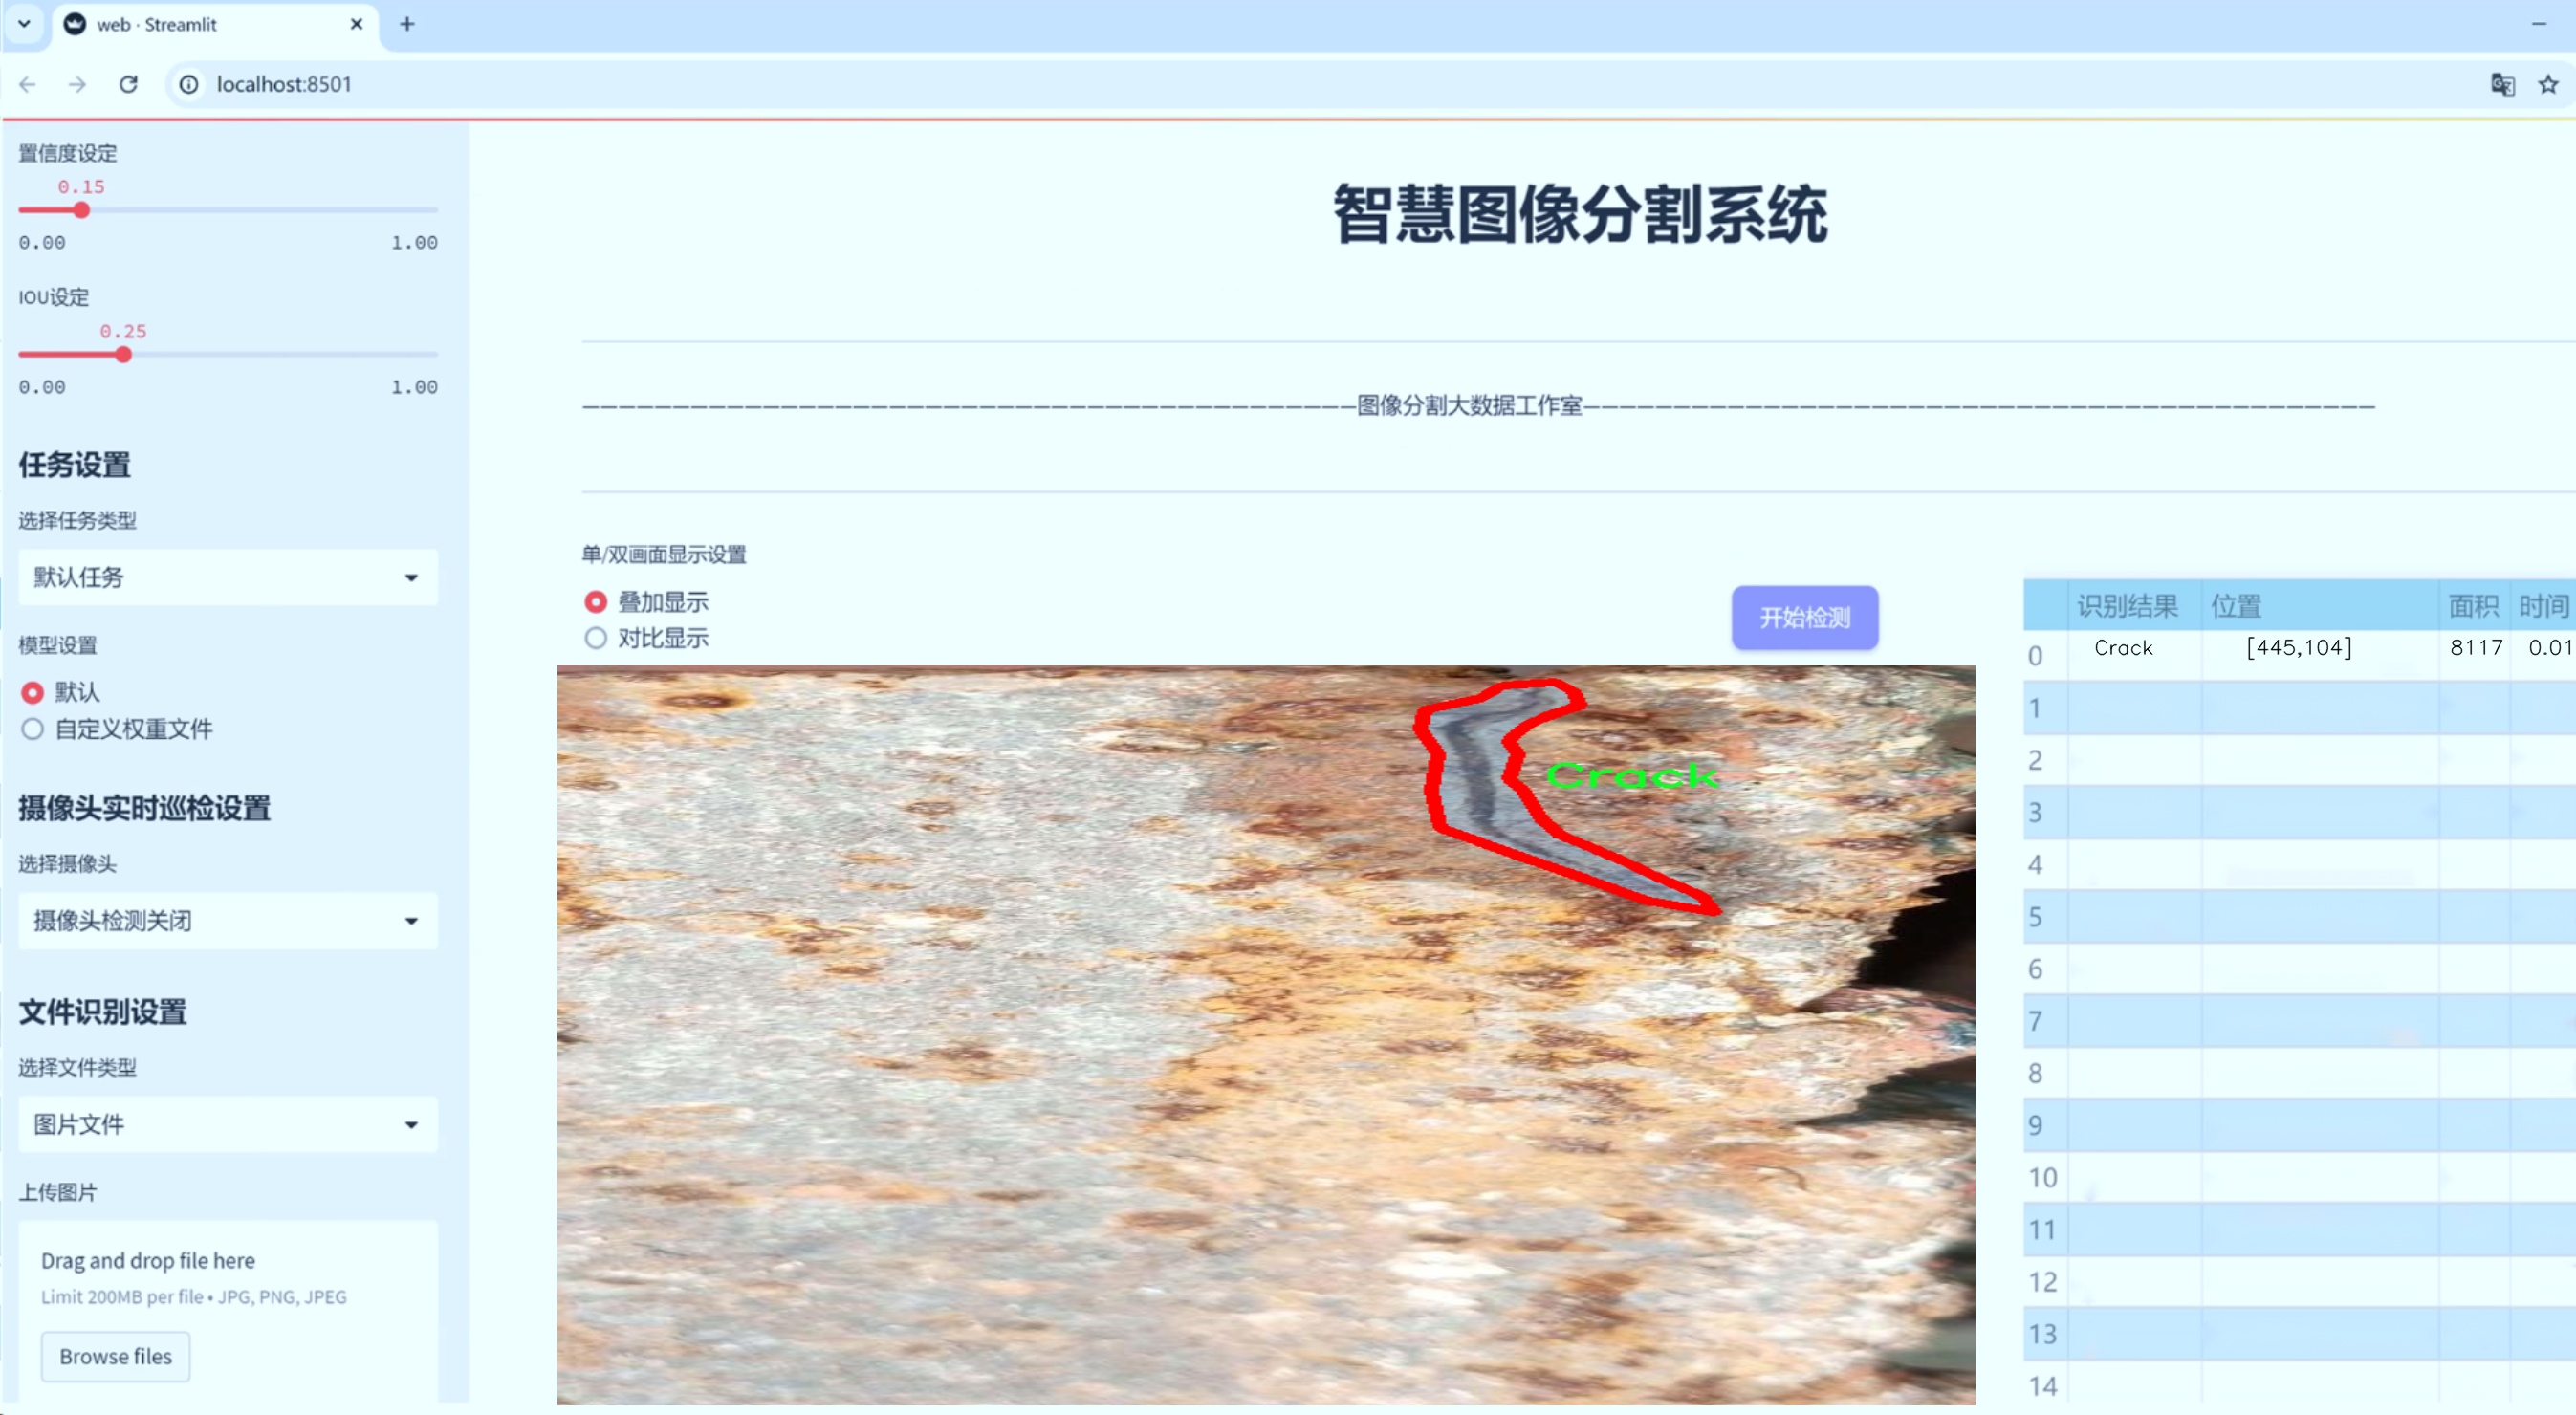 web · Streamlit
localhost:8501
置信度设定
0.15
0.00 1.00
IOU设定
0.25
0.00 1.00
任务设置
选择任务类型
默认任务
模型设置
默认
自定义权重文件
摄像头实时巡检设置
选择摄像头
摄像头检测关闭
文件识别设置
选择文件类型
图片文件
上传图片
Drag and drop file here
Limit 200MB per file • JPG, PNG, JPEG
Browse files
智慧图像分割系统
图像分割大数据工作室
单/双画面显示设置
叠加显示
对比显示
开始检测
Crack
识别结果 位置 面积 时间
0 Crack [445,104] 8117 0.01
1
2
3
4
5
6
7
8
9
10
11
12
13
14